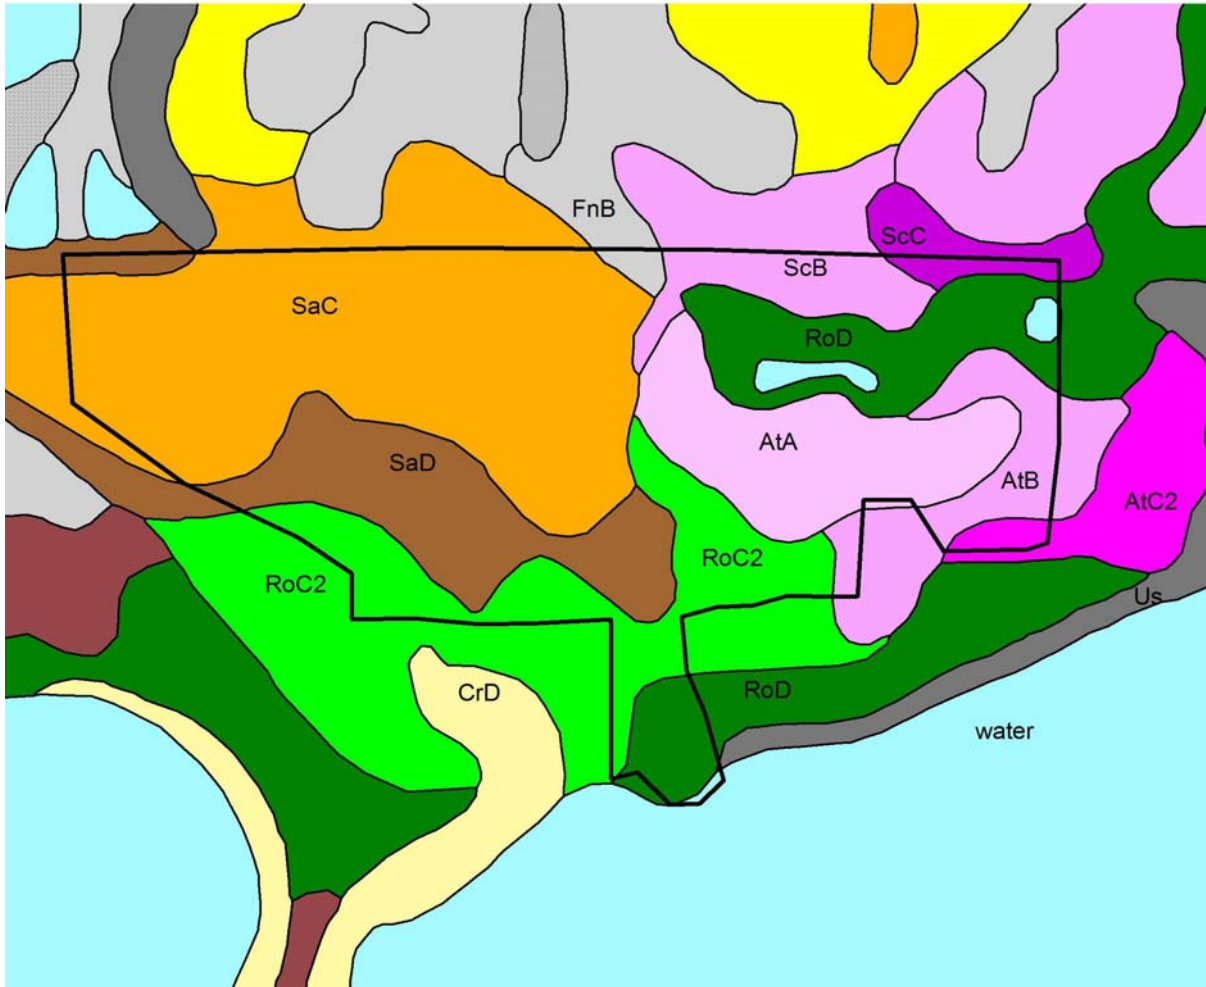 FnB
ScC
ScB
SaC
RoD
AtA
SaD
AtB
AtC2
RoC2
RoC2
Us
CrD
RoD
water